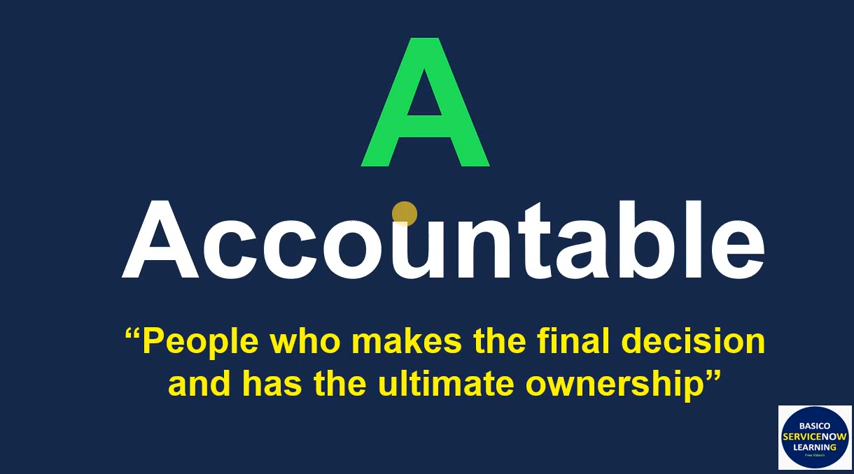 A
Accountable
“People who makes the final decision
and has the ultimate ownership”
BASICO
SERVICENOW
LEARNING